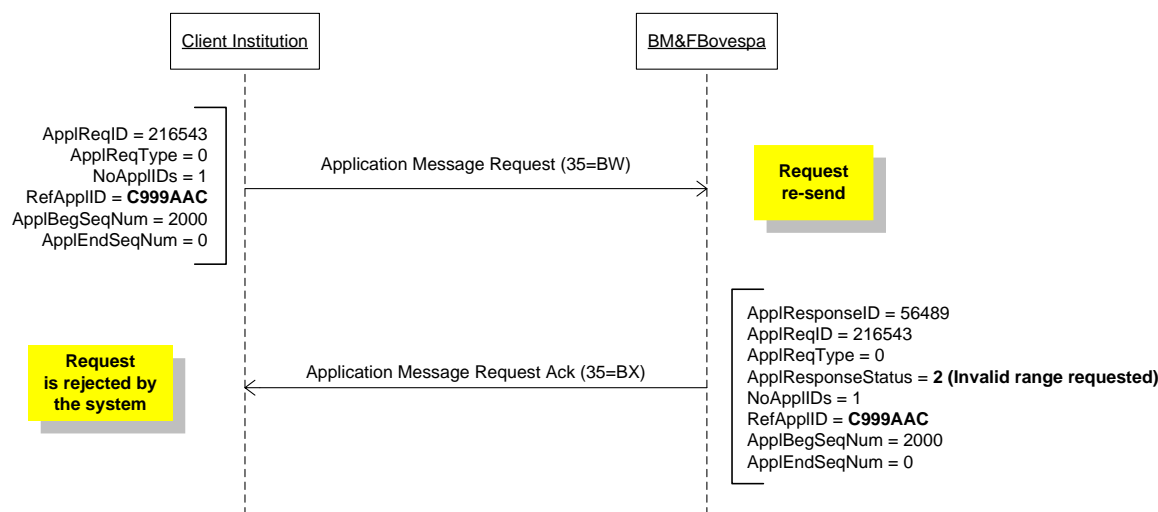 Client Institution
BM&FBovespa
ApplReqID = 216543
ApplReqType = 0
NoApplIDs = 1
RefApplID = C999AAC
ApplBegSeqNum = 2000
ApplEndSeqNum = 0
Application Message Request (35=BW)
Request
re-send
Request
is rejected by
the system
Application Message Request Ack (35=BX)
ApplResponseID = 56489
ApplReqID = 216543
ApplReqType = 0
ApplResponseStatus = 2 (Invalid range requested)
NoApplIDs = 1
RefApplID = C999AAC
ApplBegSeqNum = 2000
ApplEndSeqNum = 0